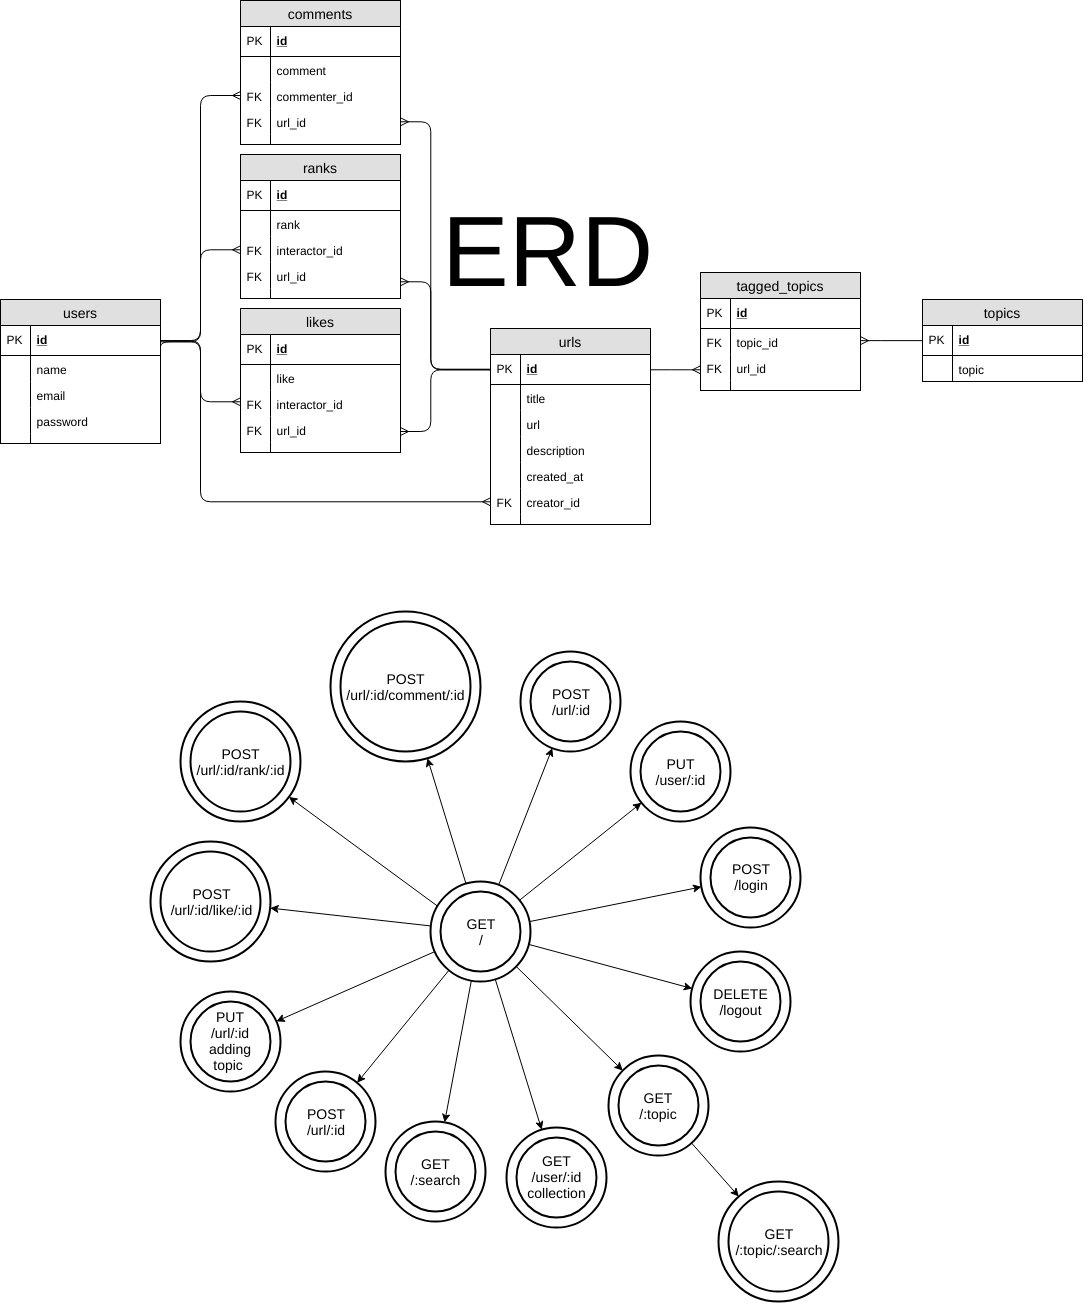 comments
PK id
comment
FK commenter_id
FK url_id
ranks
PK id
rank
FK interactor_id
FK url_id
likes
PK id
like
FK interactor_id
FK url_id
ERD
users
PK id
name
email
password
urls
PK id
title
url
description
created_at
FK creator_id
tagged_topics
PK id
FK topic_id
FK url_id
topics
PK id
topic
POST
/url/:id/comment/:id
POST
/url/:id
POST
/url/:id/rank/:id
PUT
/user/:id
POST
/url/:id/like/:id
POST
/login
GET
/
DELETE
/logout
PUT
/url/:id
adding
topic
POST
/url/:id
GET
/:search
GET
/user/:id
collection
GET
/:topic
GET
/:topic/:search